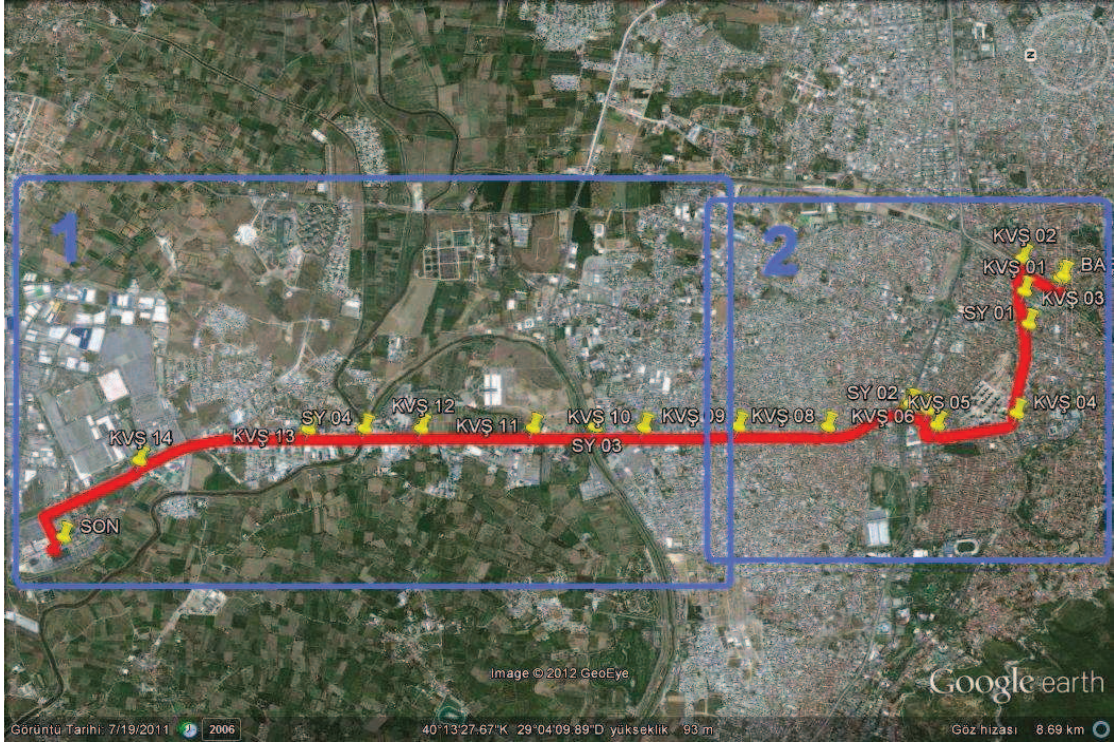 1
2
KVŞ 02
KVŞ 01
BA
KVŞ 03
SY 01
KVŞ 04
SY 02
KVŞ 05
KVŞ 06
KVŞ 08
KVŞ 09
KVŞ 10
SY 03
KVŞ 11
KVŞ 12
SY 04
KVŞ 13
KVŞ 14
SON
Image © 2012 GeoEye
Google earth
Görüntü Tarihi: 7/19/2011 2006 40°13'27.67"K 29°04'09.89"D yükseklik 93 m Göz hizası 8.69 km